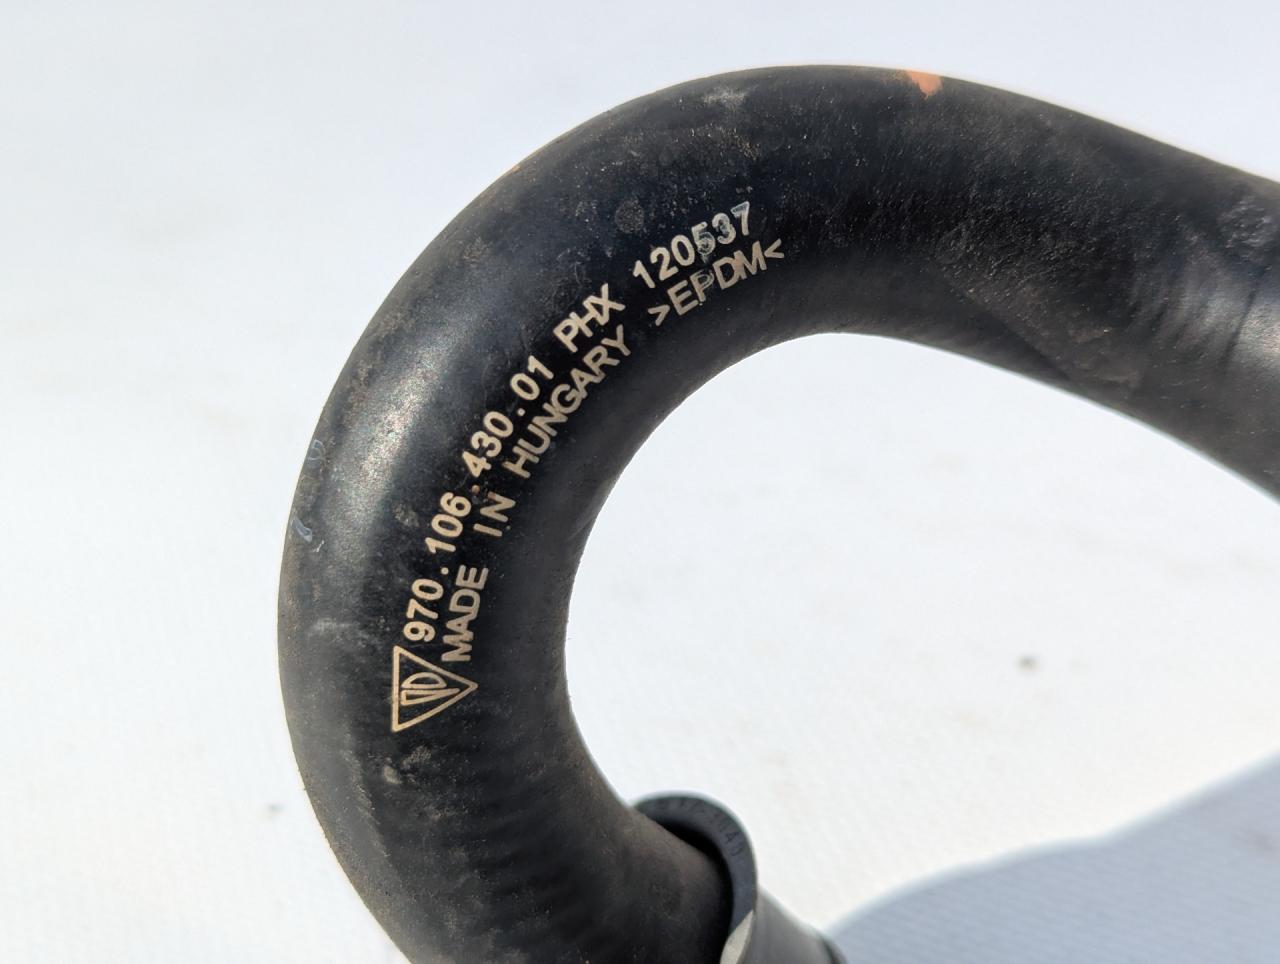 970.106.430.01 PHX 120537
MADE IN HUNGARY >EPDM<